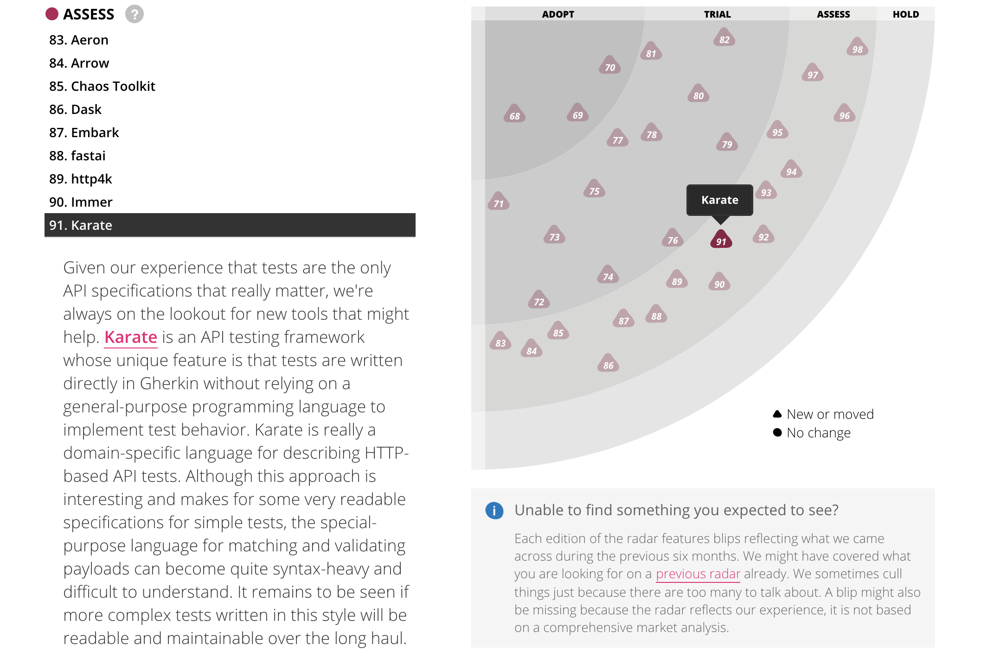 ASSESS ?
83. Aeron
84. Arrow
85. Chaos Toolkit
86. Dask
87. Embark
88. fastai
89. http4k
90. Immer
91. Karate
Given our experience that tests are the only
API specifications that really matter, we're
always on the lookout for new tools that might
help. Karate is an API testing framework
whose unique feature is that tests are written
directly in Gherkin without relying on a
general-purpose programming language to
implement test behavior. Karate is really a
domain-specific language for describing HTTP-
based API tests. Although this approach is
interesting and makes for some very readable
specifications for simple tests, the special-
purpose language for matching and validating
payloads can become quite syntax-heavy and
difficult to understand. It remains to be seen if
more complex tests written in this style will be
readable and maintainable over the long haul.
ADOPT TRIAL ASSESS HOLD
82
98
81
70
97
80
68
69
96
95
78
77
79
94
75
93
71
Karate
73
76
91
92
74
89
90
72
88
87
85
83
84
86
New or moved
No change
i Unable to find something you expected to see?
Each edition of the radar features blips reflecting what we came
across during the previous six months. We might have covered what
you are looking for on a previous radar already. We sometimes cull
things just because there are too many to talk about. A blip might also
be missing because the radar reflects our experience, it is not based
on a comprehensive market analysis.